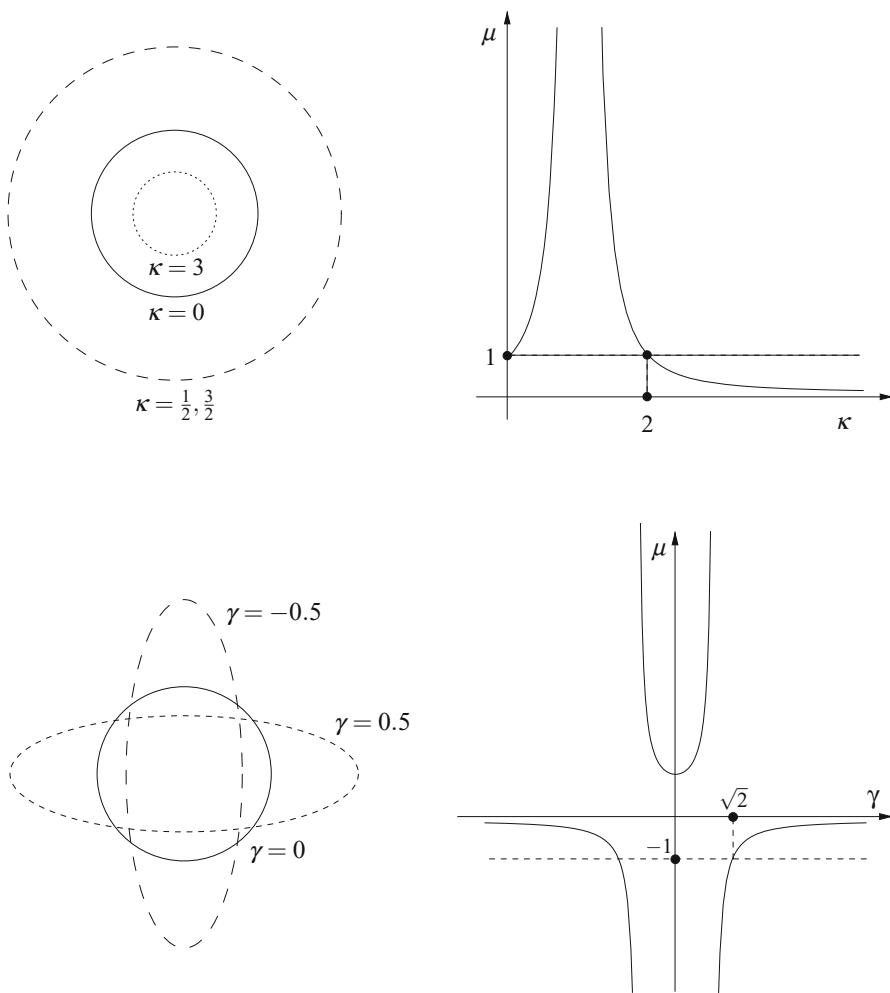 κ = 3
κ = 0
κ = 1/2, 3/2
μ
1
2
κ
γ = −0.5
γ = 0.5
γ = 0
μ
√2
γ
−1